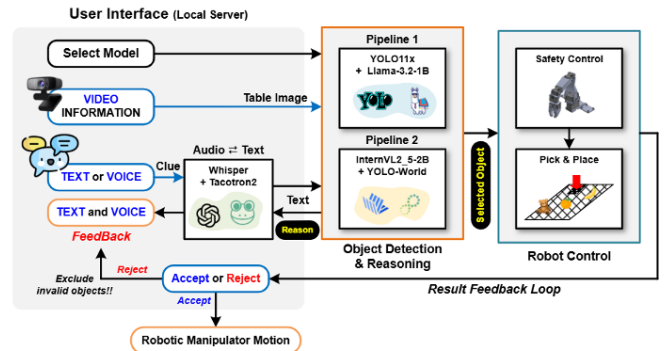 User Interface (Local Server)
Select Model
VIDEO
INFORMATION
Table Image
TEXT or VOICE
Clue
Audio ⇄ Text
Whisper
+ Tacotron2
TEXT and VOICE
FeedBack
Text
Reason
Pipeline 1
YOLO11x
+ Llama-3.2-1B
YOLO
Pipeline 2
InternVL2_5-2B
+ YOLO-World
Object Detection
& Reasoning
Selected Object
Safety Control
Pick & Place
Robot Control
Exclude
invalid objects!!
Reject
Accept or Reject
Accept
Result Feedback Loop
Robotic Manipulator Motion